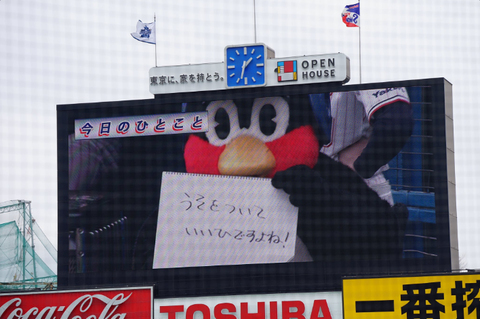 東京に、家を持とう。
OPEN
HOUSE
今日のひとこと
うそをついて
いいひですよね!
Coca-Cola
TOSHIBA
一番搾